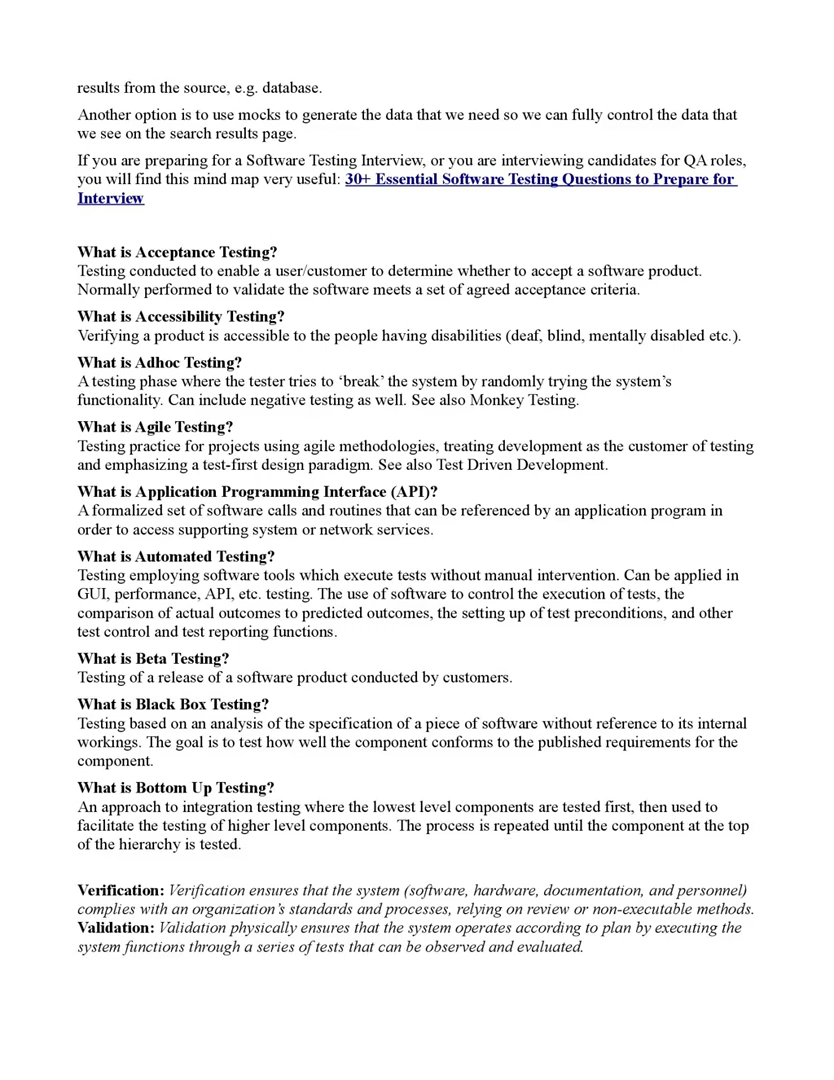 results from the source, e.g. database.
Another option is to use mocks to generate the data that we need so we can fully control the data that
we see on the search results page.
If you are preparing for a Software Testing Interview, or you are interviewing candidates for QA roles,
you will find this mind map very useful: 30+ Essential Software Testing Questions to Prepare for
Interview
What is Acceptance Testing?
Testing conducted to enable a user/customer to determine whether to accept a software product.
Normally performed to validate the software meets a set of agreed acceptance criteria.
What is Accessibility Testing?
Verifying a product is accessible to the people having disabilities (deaf, blind, mentally disabled etc.).
What is Adhoc Testing?
A testing phase where the tester tries to ‘break’ the system by randomly trying the system’s
functionality. Can include negative testing as well. See also Monkey Testing.
What is Agile Testing?
Testing practice for projects using agile methodologies, treating development as the customer of testing
and emphasizing a test-first design paradigm. See also Test Driven Development.
What is Application Programming Interface (API)?
A formalized set of software calls and routines that can be referenced by an application program in
order to access supporting system or network services.
What is Automated Testing?
Testing employing software tools which execute tests without manual intervention. Can be applied in
GUI, performance, API, etc. testing. The use of software to control the execution of tests, the
comparison of actual outcomes to predicted outcomes, the setting up of test preconditions, and other
test control and test reporting functions.
What is Beta Testing?
Testing of a release of a software product conducted by customers.
What is Black Box Testing?
Testing based on an analysis of the specification of a piece of software without reference to its internal
workings. The goal is to test how well the component conforms to the published requirements for the
component.
What is Bottom Up Testing?
An approach to integration testing where the lowest level components are tested first, then used to
facilitate the testing of higher level components. The process is repeated until the component at the top
of the hierarchy is tested.
Verification: Verification ensures that the system (software, hardware, documentation, and personnel)
complies with an organization’s standards and processes, relying on review or non-executable methods.
Validation: Validation physically ensures that the system operates according to plan by executing the
system functions through a series of tests that can be observed and evaluated.